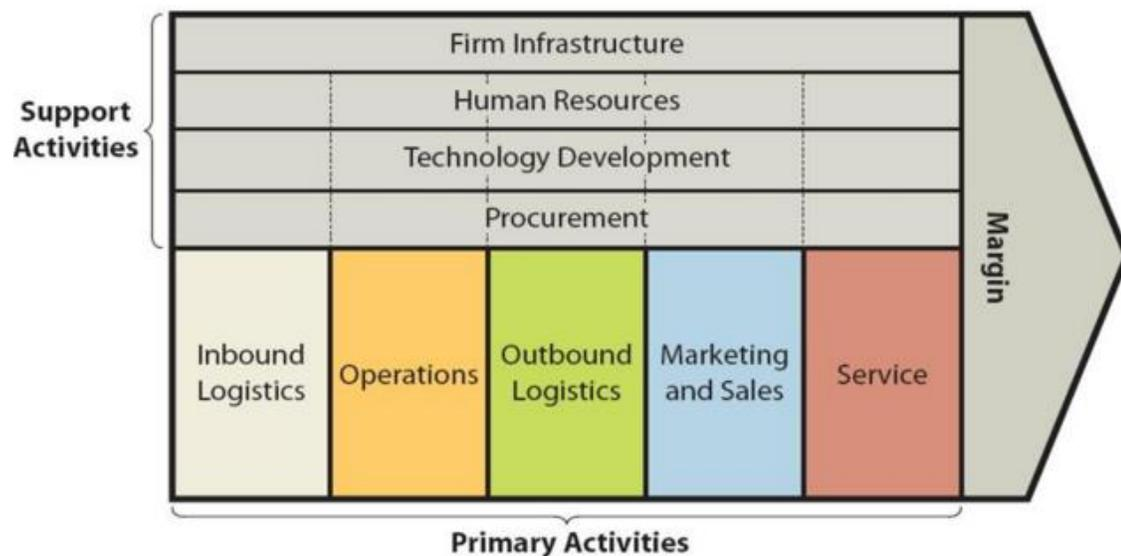 Firm Infrastructure
Human Resources
Technology Development
Procurement
Support
Activities
Inbound
Logistics
Operations
Outbound
Logistics
Marketing
and Sales
Service
Margin
Primary Activities